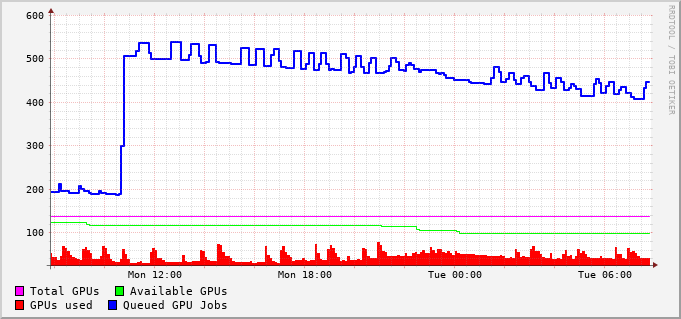 600
500
400
300
200
100
Mon 12:00 Mon 18:00 Tue 00:00 Tue 06:00
Total GPUs Available GPUs
GPUs used Queued GPU Jobs
RRDTOOL / TOBI OETIKER